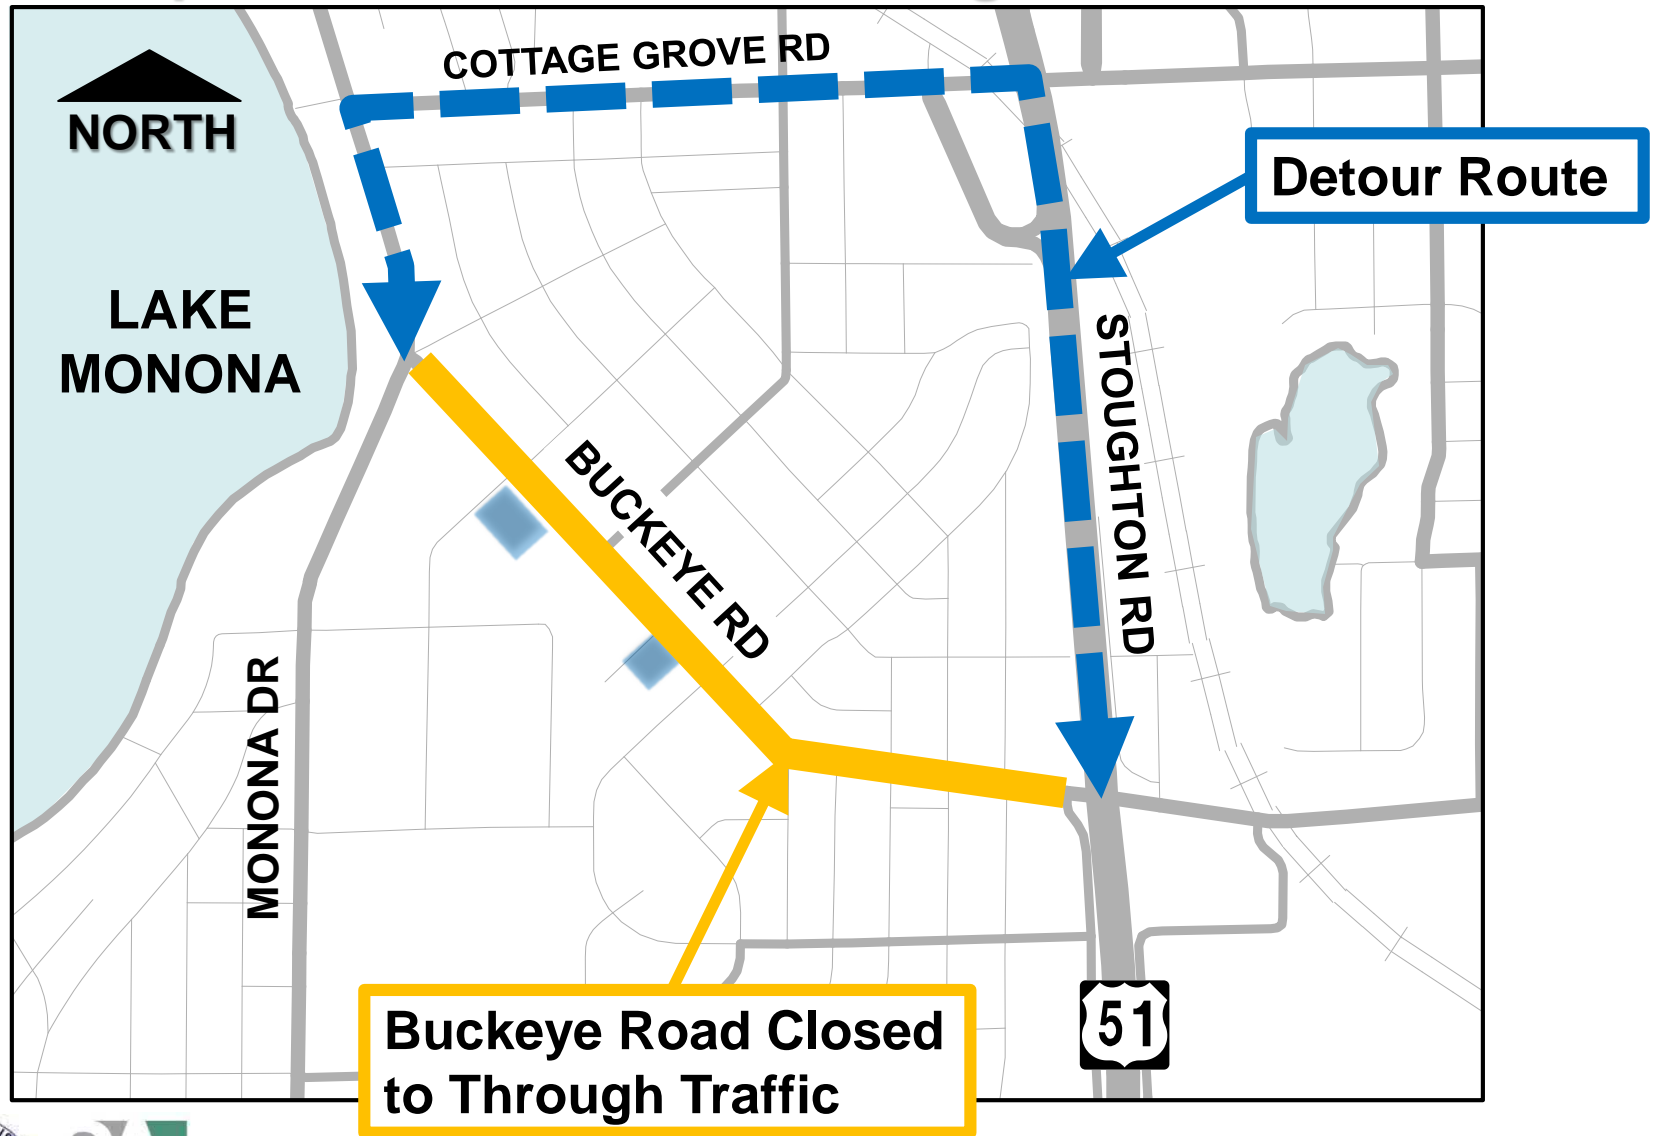 COTTAGE GROVE RD
NORTH
Detour Route
LAKE
MONONA
STOUGHTON RD
BUCKEYE RD
MONONA DR
51
Buckeye Road Closed
to Through Traffic